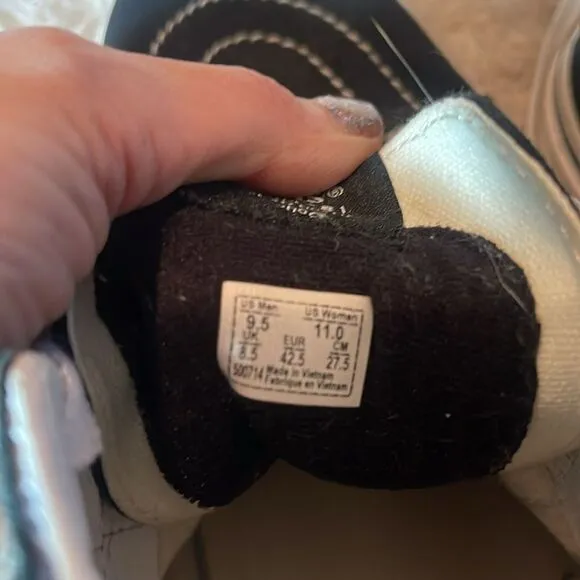 US Men US Women
9.5 11.0
UK EUR CM
8.5 42.5 27.5
500714 Made in Vietnam
Fabriqué en Vietnam